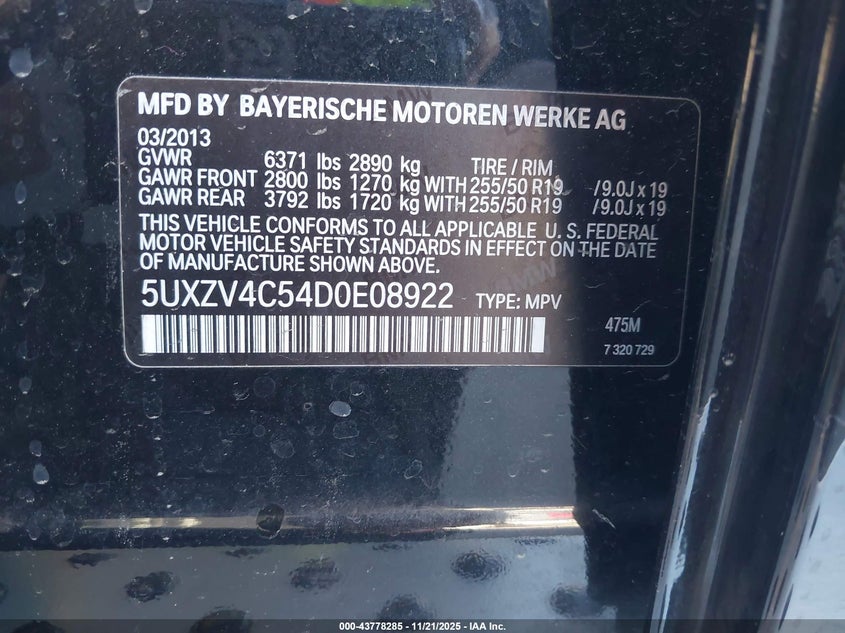 MFD BY BAYERISCHE MOTOREN WERKE AG
03/2013
GVWR 6371 lbs 2890 kg TIRE / RIM
GAWR FRONT 2800 lbs 1270 kg WITH 255/50 R19 /9.0J x 19
GAWR REAR 3792 lbs 1720 kg WITH 255/50 R19 /9.0J x 19
THIS VEHICLE CONFORMS TO ALL APPLICABLE U. S. FEDERAL
MOTOR VEHICLE SAFETY STANDARDS IN EFFECT ON THE DATE
OF MANUFACTURE SHOWN ABOVE.
5UXZV4C54D0E08922 TYPE: MPV
475M
7 320 729
000-43778285 - 11/21/2025 - IAA Inc.